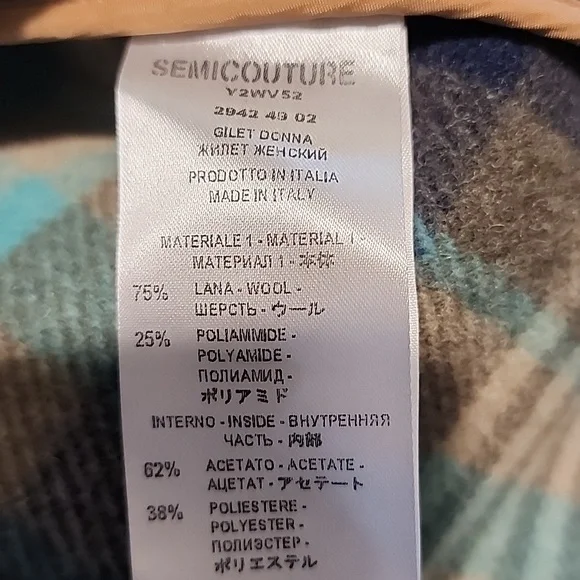 SEMICOUTURE
Y2WV52
2942 49 02
GILET DONNA
ЖИЛЕТ ЖЕНСКИЙ
PRODOTTO IN ITALIA
MADE IN ITALY
MATERIALE 1 - MATERIAL 1 -
МАТЕРИАЛ 1 - 本体
75% LANA - WOOL -
ШЕРСТЬ - ウール
25% POLIAMMIDE -
POLYAMIDE -
ПОЛИАМИД -
ポリアミド
INTERNO - INSIDE - ВНУТРЕННЯЯ
ЧАСТЬ - 内部
62% ACETATO - ACETATE -
АЦЕТАТ - アセテート
38% POLIESTERE -
POLYESTER -
ПОЛИЭСТЕР -
ポリエステル